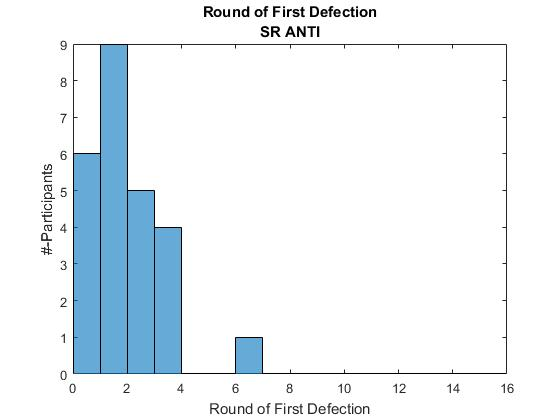 Round of First Defection
SR ANTI
9
8
7
6
5
4
3
2
1
0
#-Participants
0 2 4 6 8 10 12 14 16
Round of First Defection